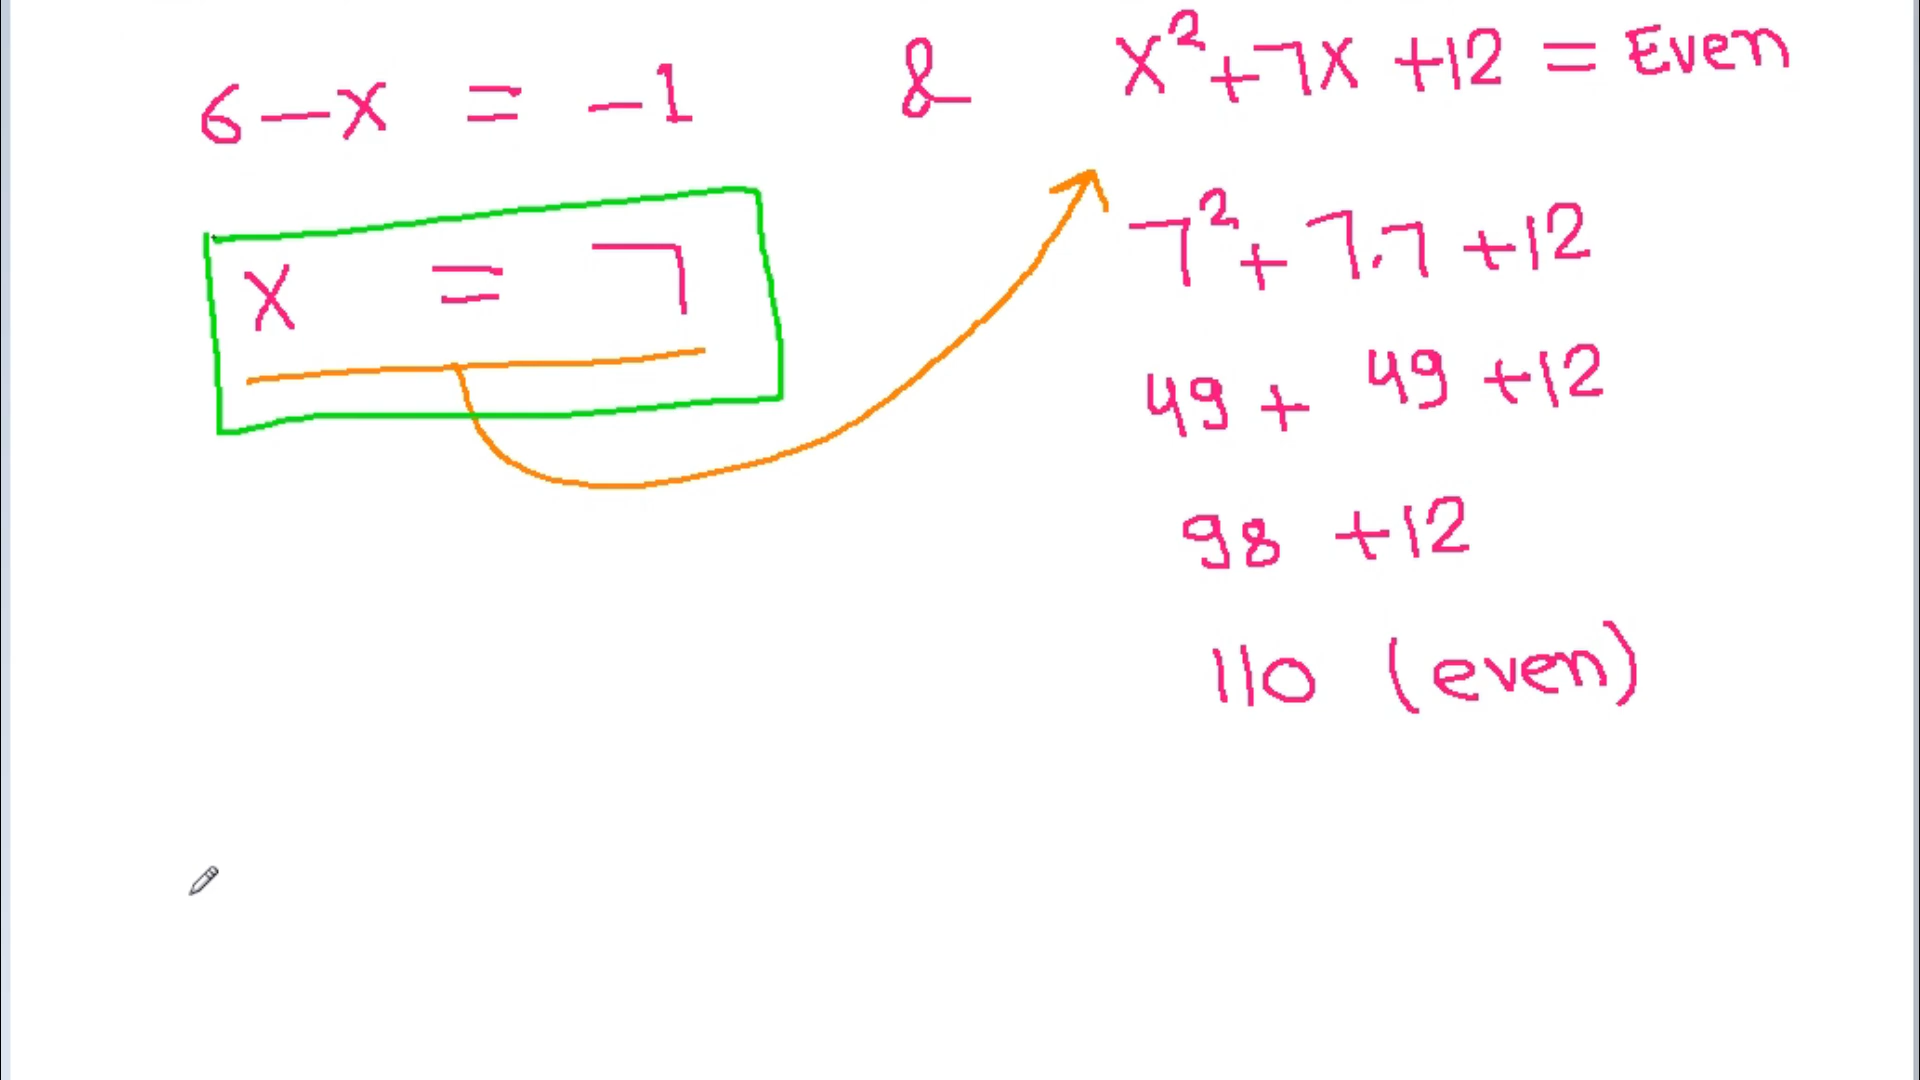 6 - x = -1 & x² + 7x + 12 = Even
x = 7
7² + 7.7 + 12
49 + 49 + 12
98 + 12
110 (even)